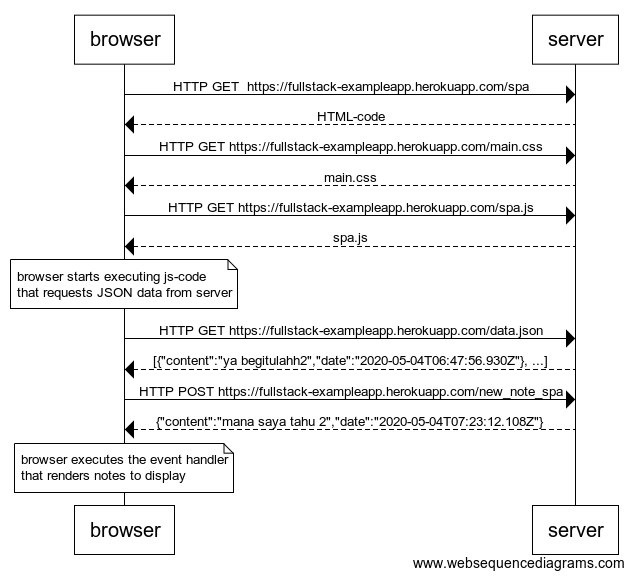 browser server
HTTP GET  https://fullstack-exampleapp.herokuapp.com/spa
HTML-code
HTTP GET https://fullstack-exampleapp.herokuapp.com/main.css
main.css
HTTP GET https://fullstack-exampleapp.herokuapp.com/spa.js
spa.js
browser starts executing js-code
that requests JSON data from server
HTTP GET https://fullstack-exampleapp.herokuapp.com/data.json
[{"content":"ya begitulahh2","date":"2020-05-04T06:47:56.930Z"}, ...]
HTTP POST https://fullstack-exampleapp.herokuapp.com/new_note_spa
{"content":"mana saya tahu 2","date":"2020-05-04T07:23:12.108Z"}
browser executes the event handler
that renders notes to display
browser server
www.websequencediagrams.com